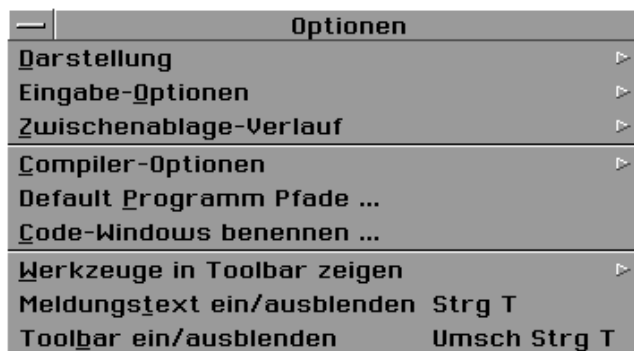 Optionen
Darstellung
Eingabe-Optionen
Zwischenablage-Verlauf
Compiler-Optionen
Default Programm Pfade ...
Code-Windows benennen ...
Werkzeuge in Toolbar zeigen
Meldungstext ein/ausblenden Strg T
Toolbar ein/ausblenden Umsch Strg T